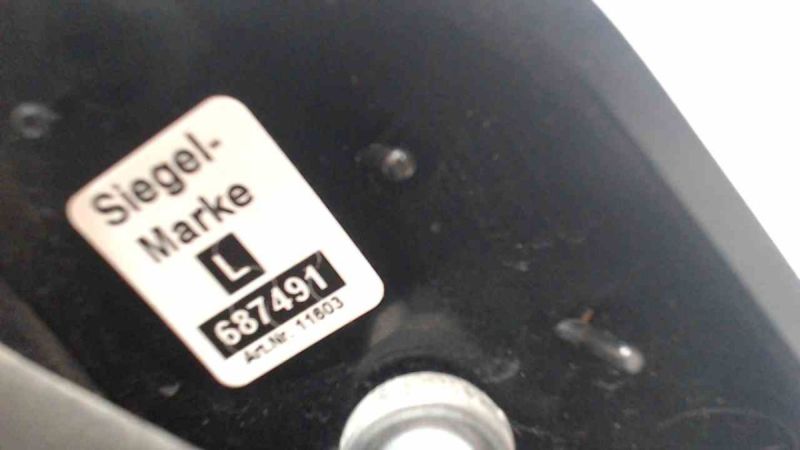 Siegel-
Marke
L
687491
Art.Nr. 11603